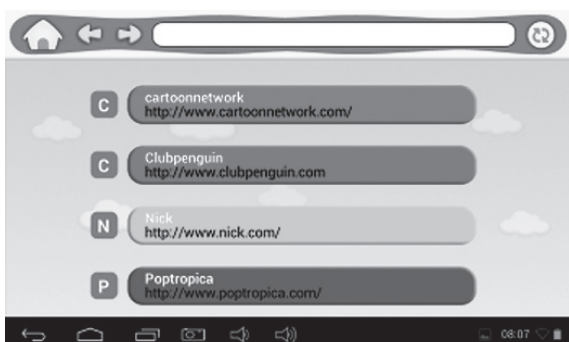 C
cartoonnetwork
http://www.cartoonnetwork.com/
C
Clubpenguin
http://www.clubpenguin.com
N
Nick
http://www.nick.com/
P
Poptropica
http://www.poptropica.com/
08:07